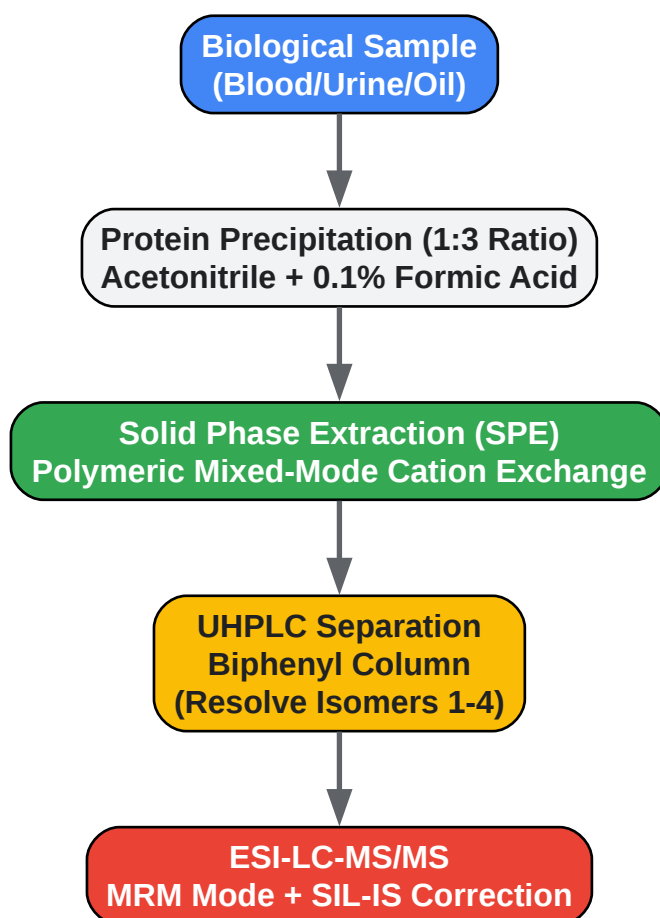 Biological Sample
(Blood/Urine/Oil)
Protein Precipitation (1:3 Ratio)
Acetonitrile + 0.1% Formic Acid
Solid Phase Extraction (SPE)
Polymeric Mixed-Mode Cation Exchange
UHPLC Separation
Biphenyl Column
(Resolve Isomers 1-4)
ESI-LC-MS/MS
MRM Mode + SIL-IS Correction